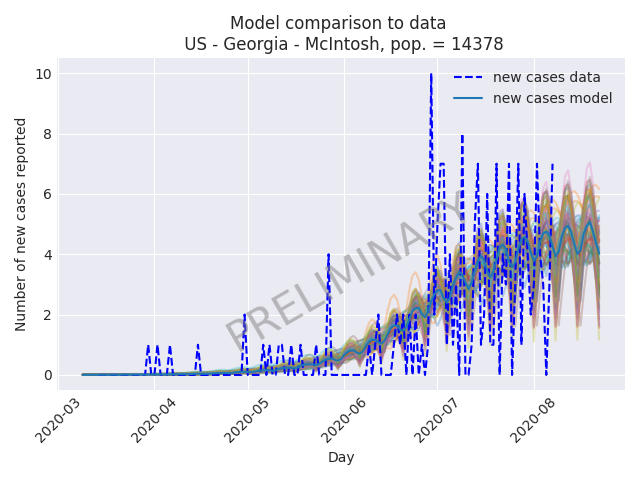 Model comparison to data
US - Georgia - McIntosh, pop. = 14378
Number of new cases reported
10
8
6
4
2
0
new cases data
new cases model
PRELIMINARY
2020-03
2020-04
2020-05
2020-06
2020-07
2020-08
Day